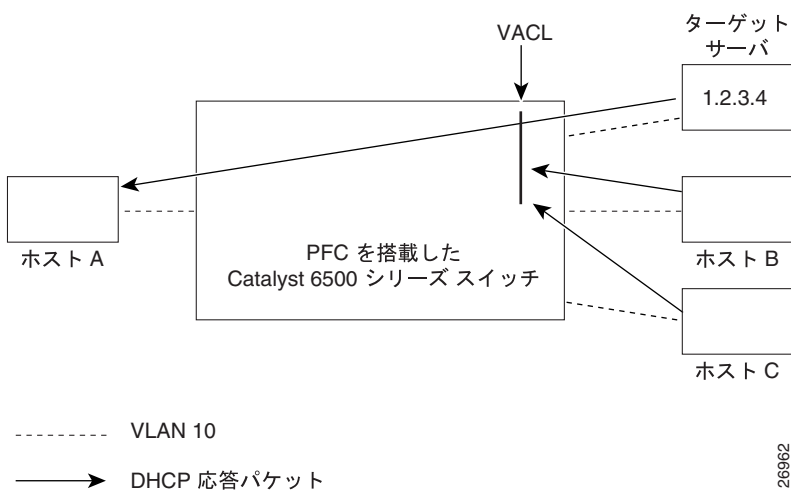 VACL
ターゲット
サーバ
1.2.3.4
ホスト A
PFC を搭載した
Catalyst 6500 シリーズ スイッチ
ホスト B
ホスト C
VLAN 10
DHCP 応答パケット
26962